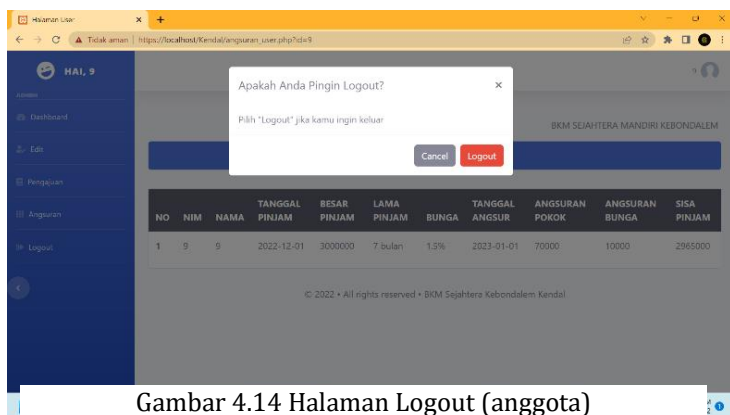 Halaman User
Tidak aman | https://localhost/Kendal/angsuran_user.php?id=9
HAI, 9
Dashboard
Edit
Pengajuan
Angsuran
Logout
9
Apakah Anda Pingin Logout? ×
Pilih "Logout" jika kamu ingin keluar
Cancel Logout
BKM SEJAHTERA MANDIRI KEBONDALEM
NO NIM NAMA TANGGAL PINJAM BESAR PINJAM LAMA PINJAM BUNGA TANGGAL ANGSUR ANGSURAN POKOK ANGSURAN BUNGA SISA PINJAM
1 9 9 2022-12-01 3000000 7 bulan 1.5% 2023-01-01 70000 10000 2965000
© 2022 • All rights reserved • BKM Sejahtera Kebondalem Kendal
Gambar 4.14 Halaman Logout (anggota)